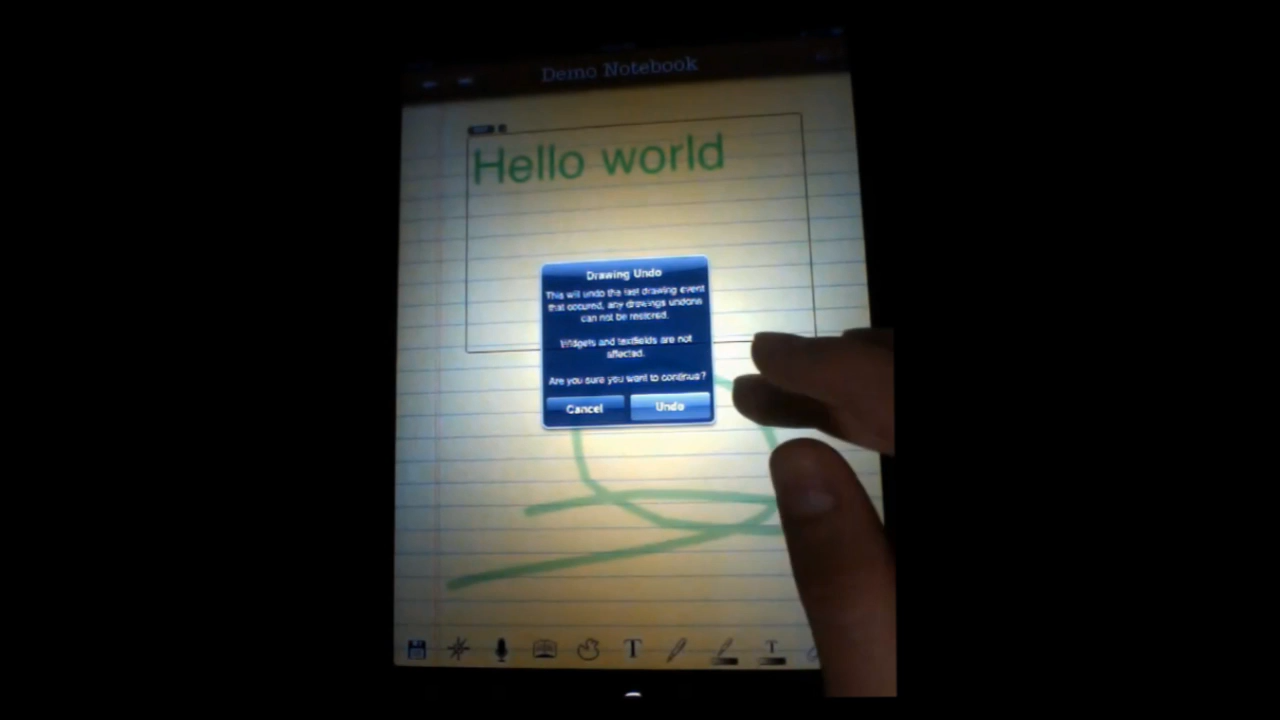 Demo Notebook
Hello world
Drawing Undo
This will undo the last drawing event
that occured, any drawings undone
can not be restored.
Widgets and textfields are not
affected.
Are you sure you want to continue?
Cancel
Undo
T
T